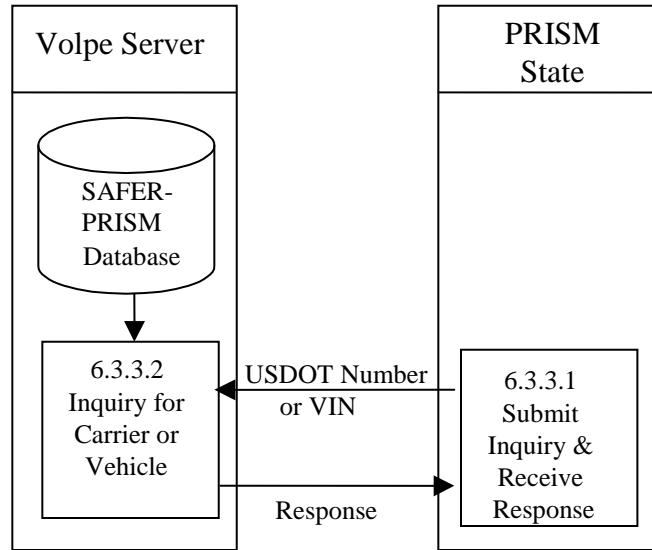 Volpe Server
PRISM
State
SAFER-
PRISM
Database
6.3.3.2
Inquiry for
Carrier or
Vehicle
USDOT Number
or VIN
6.3.3.1
Submit
Inquiry &
Receive
Response
Response